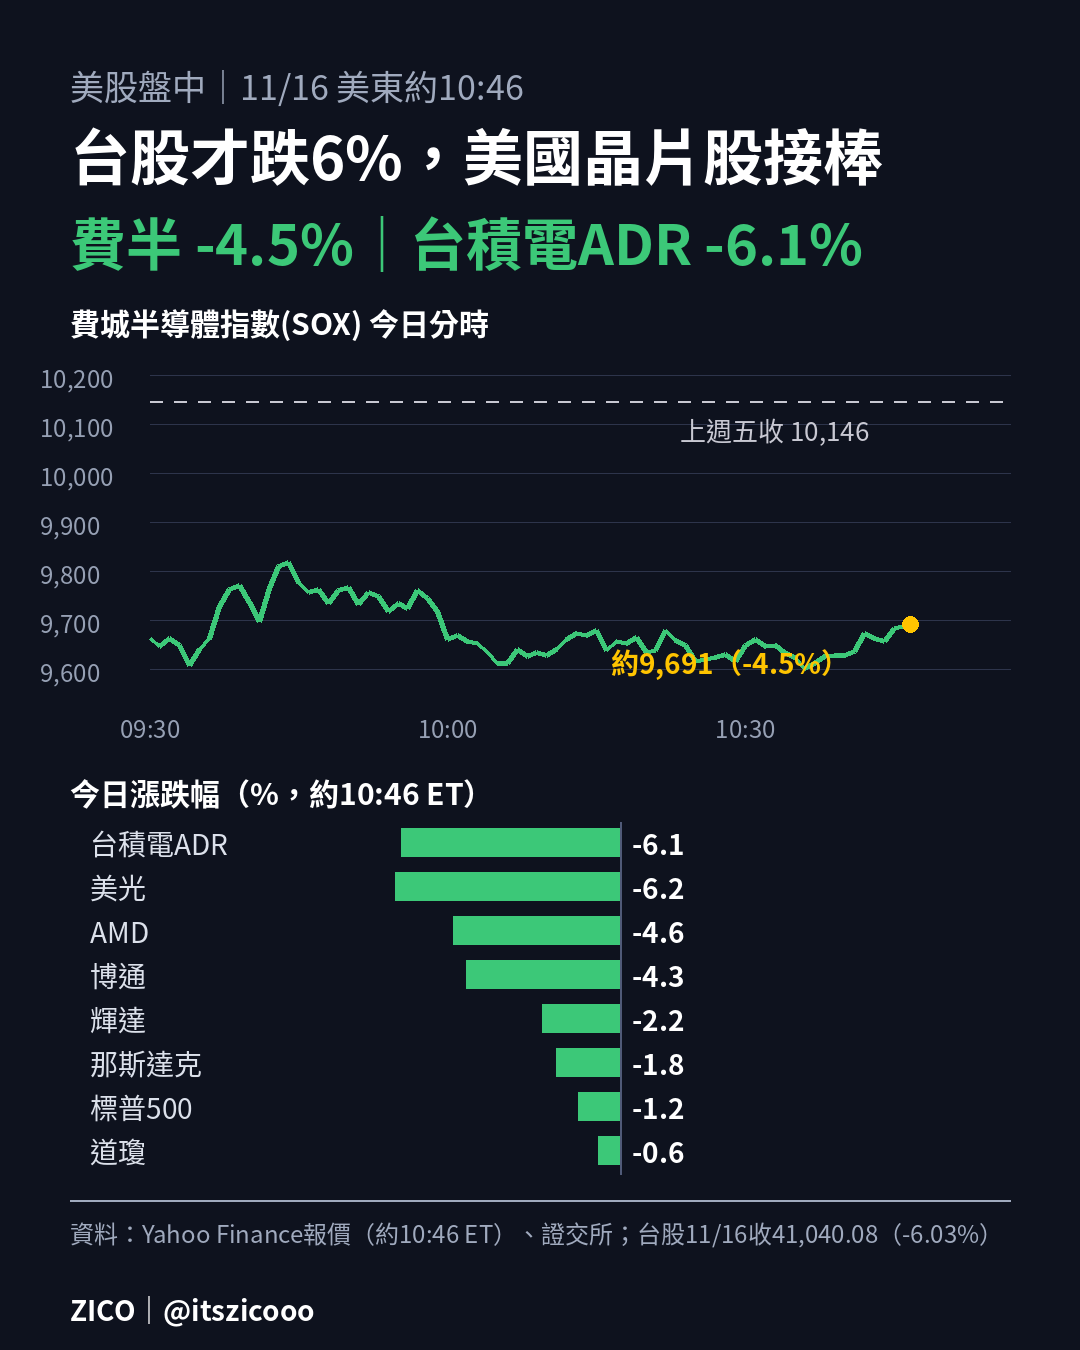 美股盤中｜11/16 美東約10:46
台股才跌6%，美國晶片股接棒
費半 -4.5%｜台積電ADR -6.1%
費城半導體指數(SOX) 今日分時
10,200
10,100
上週五收 10,146
10,000
9,900
9,800
9,700
9,600
約9,691（-4.5%）
09:30 10:00 10:30
今日漲跌幅（%，約10:46 ET）
台積電ADR -6.1
美光 -6.2
AMD -4.6
博通 -4.3
輝達 -2.2
那斯達克 -1.8
標普500 -1.2
道瓊 -0.6
資料：Yahoo Finance報價（約10:46 ET）、證交所；台股11/16收41,040.08（-6.03%）
ZICO｜@itszicooo